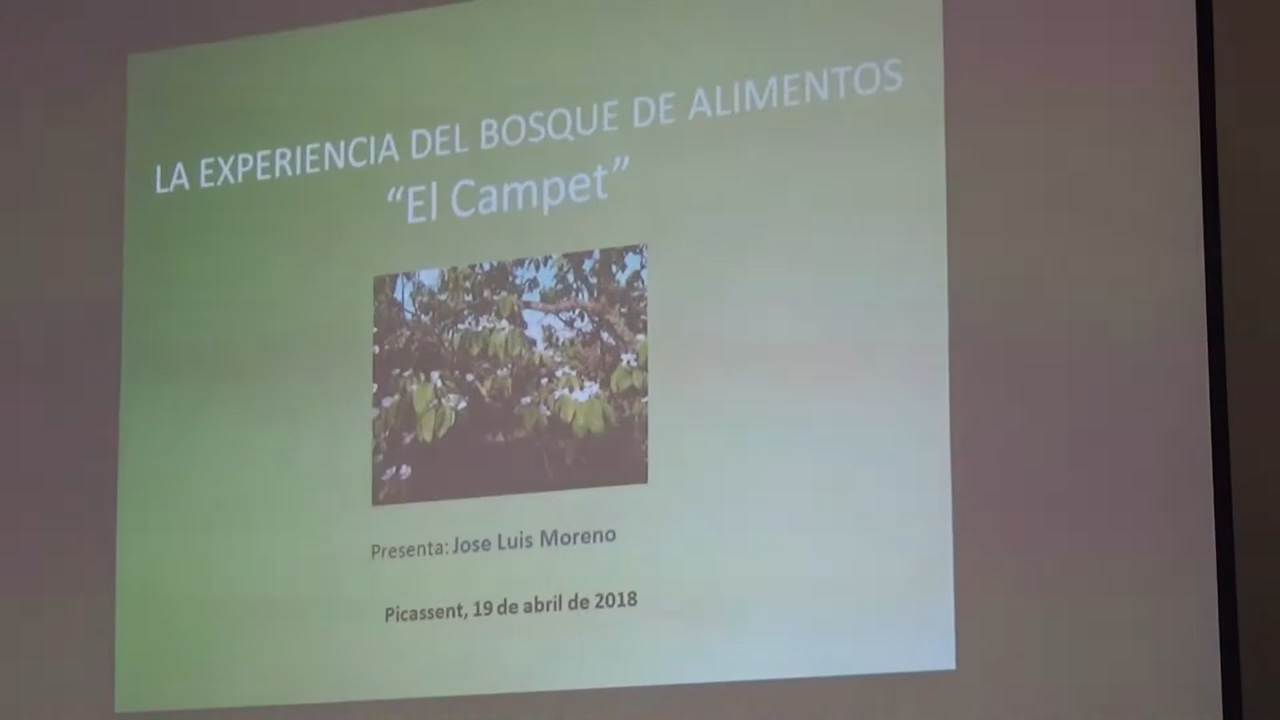 LA EXPERIENCIA DEL BOSQUE DE ALIMENTOS
“El Campet”
Presenta: Jose Luis Moreno
Picassent, 19 de abril de 2018